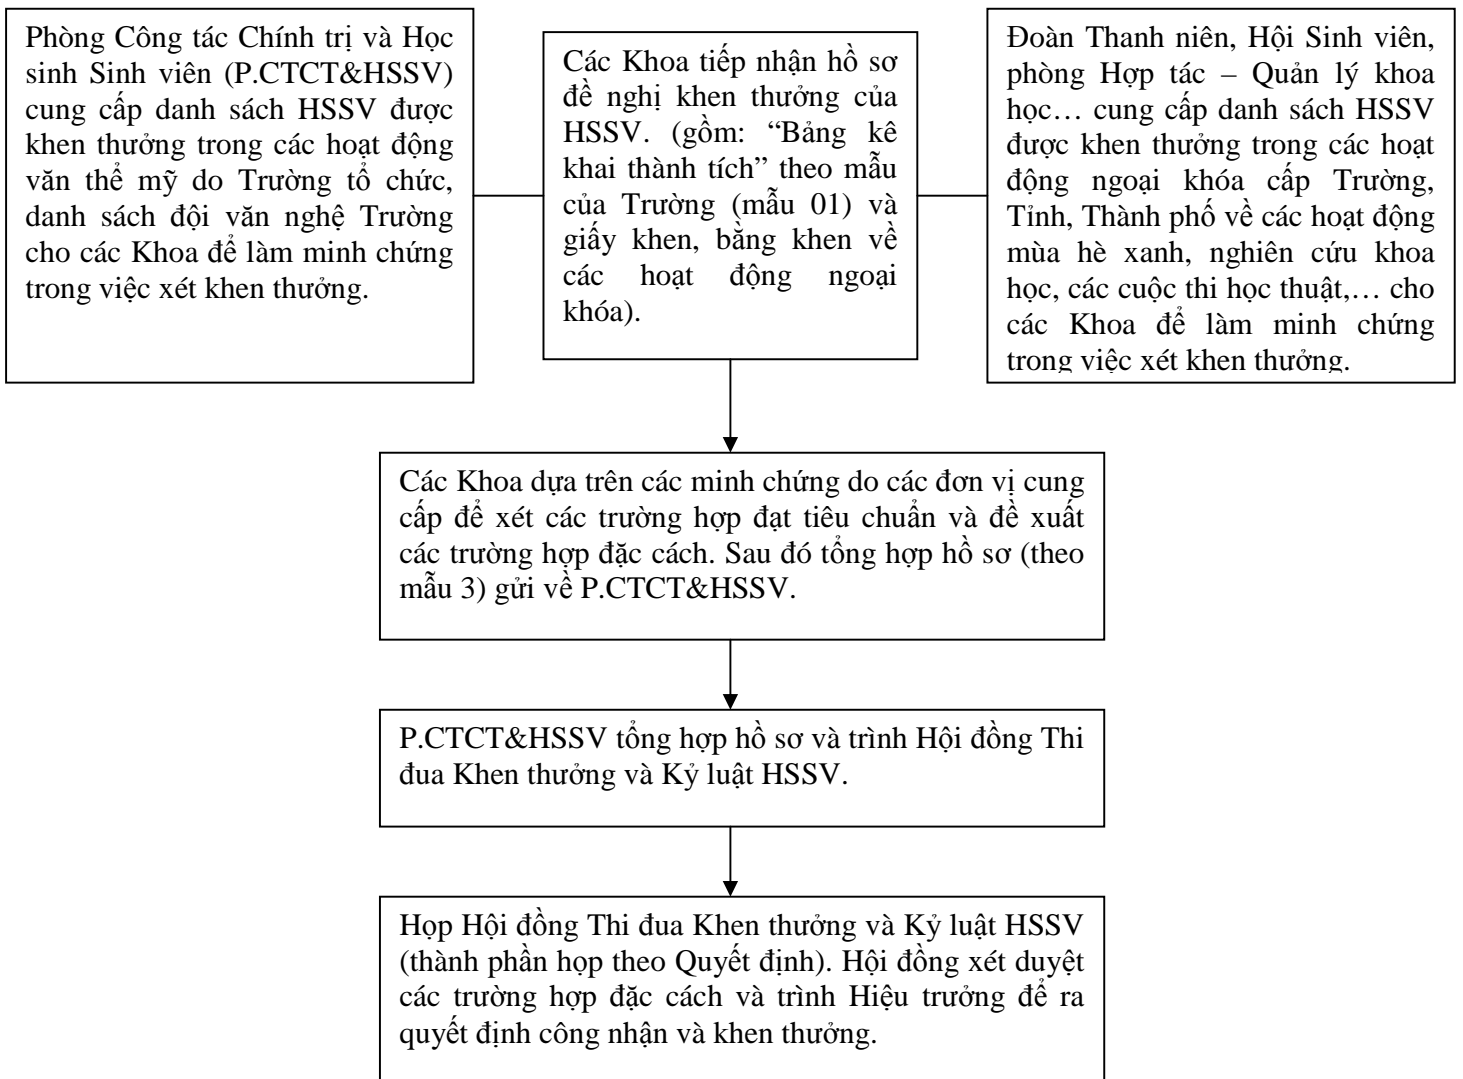 Phòng Công tác Chính trị và Học
sinh Sinh viên (P.CTCT&HSSV)
cung cấp danh sách HSSV được
khen thưởng trong các hoạt động
văn thể mỹ do Trường tổ chức,
danh sách đội văn nghệ Trường
cho các Khoa để làm minh chứng
trong việc xét khen thưởng.
Các Khoa tiếp nhận hồ sơ
đề nghị khen thưởng của
HSSV. (gồm: “Bảng kê
khai thành tích” theo mẫu
của Trường (mẫu 01) và
giấy khen, bằng khen về
các hoạt động ngoại
khóa).
Đoàn Thanh niên, Hội Sinh viên,
phòng Hợp tác – Quản lý khoa
học… cung cấp danh sách HSSV
được khen thưởng trong các hoạt
động ngoại khóa cấp Trường,
Tỉnh, Thành phố về các hoạt động
mùa hè xanh, nghiên cứu khoa
học, các cuộc thi học thuật,… cho
các Khoa để làm minh chứng
trong việc xét khen thưởng.
Các Khoa dựa trên các minh chứng do các đơn vị cung
cấp để xét các trường hợp đạt tiêu chuẩn và đề xuất
các trường hợp đặc cách. Sau đó tổng hợp hồ sơ (theo
mẫu 3) gửi về P.CTCT&HSSV.
P.CTCT&HSSV tổng hợp hồ sơ và trình Hội đồng Thi
đua Khen thưởng và Kỷ luật HSSV.
Họp Hội đồng Thi đua Khen thưởng và Kỷ luật HSSV
(thành phần họp theo Quyết định). Hội đồng xét duyệt
các trường hợp đặc cách và trình Hiệu trưởng để ra
quyết định công nhận và khen thưởng.